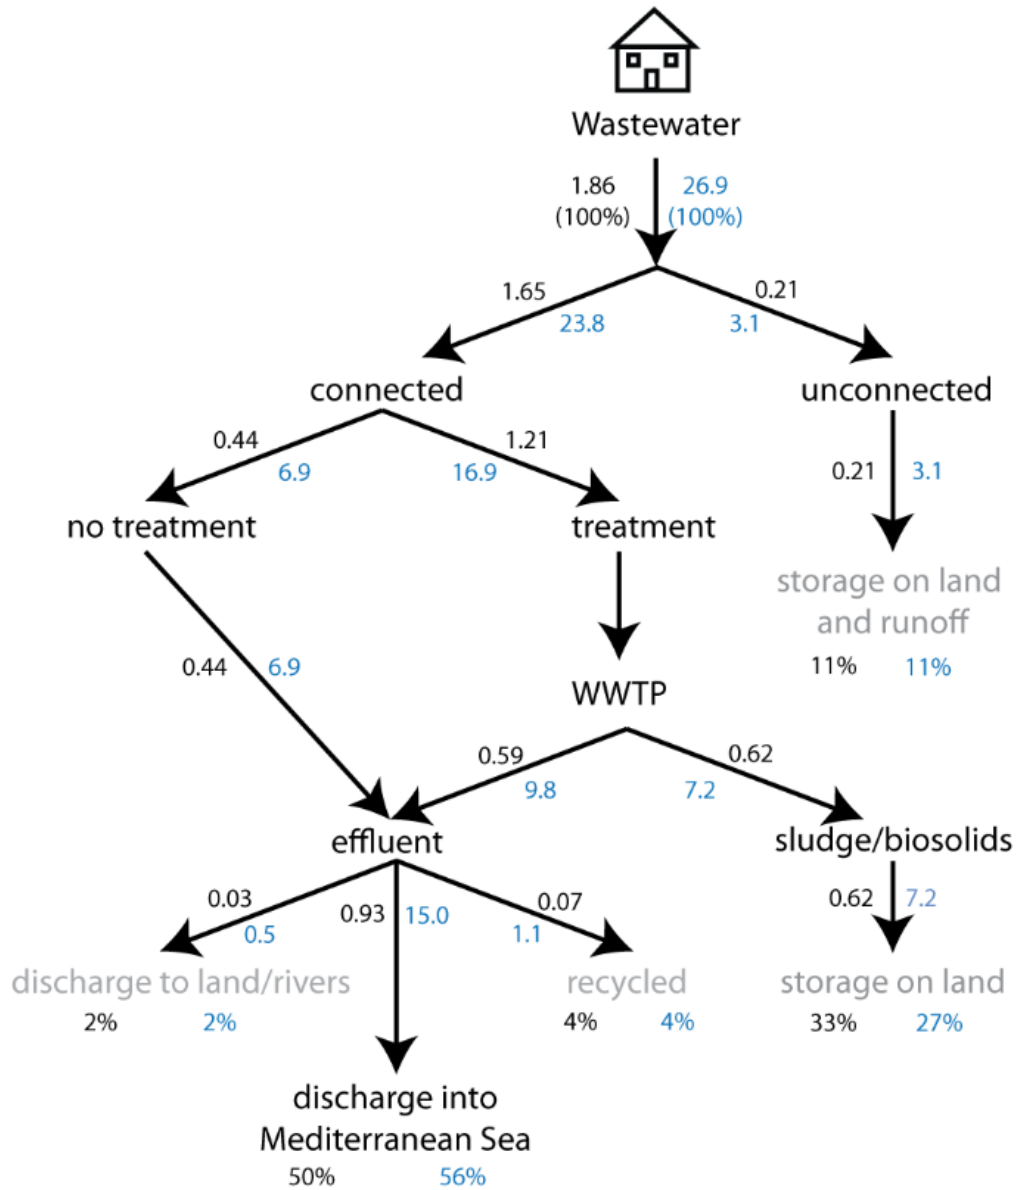 Wastewater
1.86 26.9
(100%) (100%)
1.65 0.21
23.8 3.1
connected unconnected
0.44 1.21
6.9 16.9 0.21 3.1
no treatment treatment
storage on land
and runoff
0.44 6.9 11% 11%
WWTP
0.59 0.62
9.8 7.2
effluent sludge/biosolids
0.03 0.93 15.0 0.07 0.62 7.2
0.5 1.1
discharge to land/rivers recycled storage on land
2% 2% 4% 4% 33% 27%
discharge into
Mediterranean Sea
50% 56%